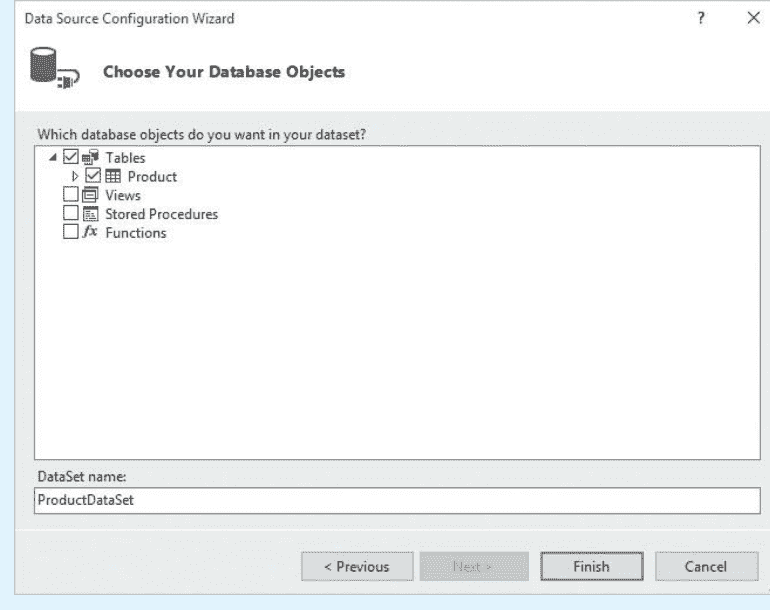 Data Source Configuration Wizard ?
Choose Your Database Objects
Which database objects do you want in your dataset?
Tables
Product
Views
Stored Procedures
fx Functions
DataSet name:
ProductDataSet
< Previous Next > Finish Cancel